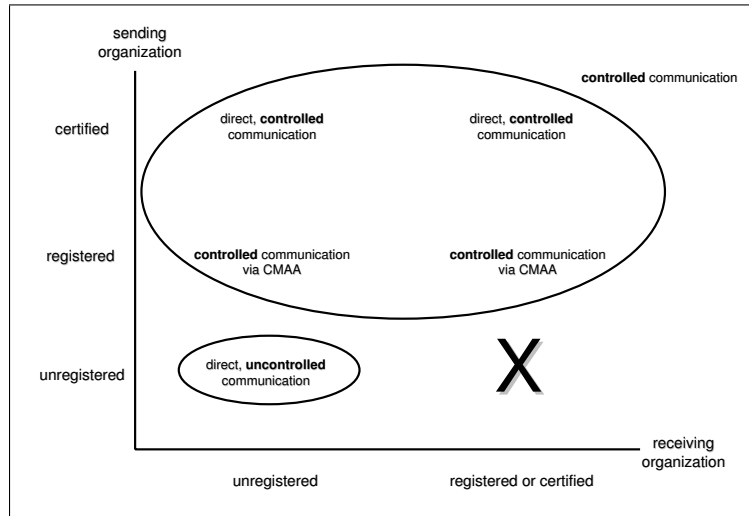 sending
organization
controlled communication
certified
direct, controlled
communication
direct, controlled
communication
registered
controlled communication
via CMAA
controlled communication
via CMAA
unregistered
direct, uncontrolled
communication
X
receiving
organization
unregistered
registered or certified